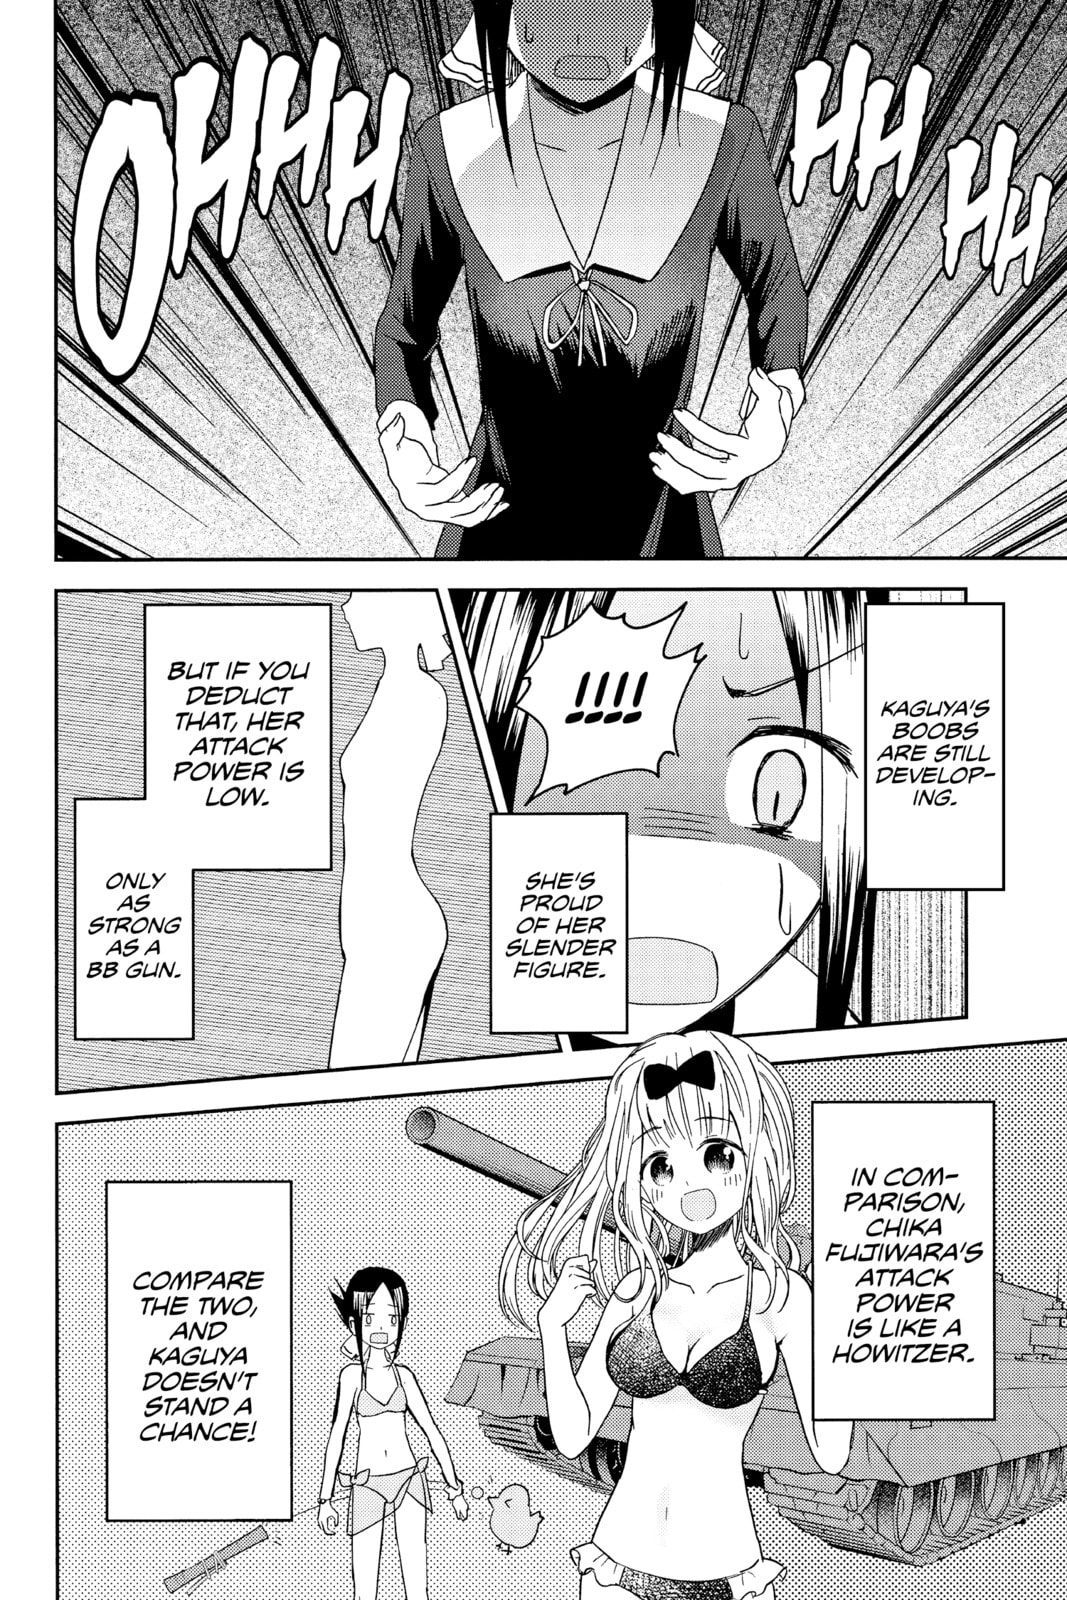 OHHH
HH
HH
KAGUYA'S
BOOBS
ARE STILL
DEVELOP-
ING.
!!!!
SHE'S
PROUD
OF HER
SLENDER
FIGURE.
BUT IF YOU
DEDUCT
THAT, HER
ATTACK
POWER IS
LOW.
ONLY
AS
STRONG
AS A
BB GUN.
IN COM-
PARISON,
CHIKA
FUJIWARA'S
ATTACK
POWER
IS LIKE A
HOWITZER.
COMPARE
THE TWO,
AND
KAGUYA
DOESN'T
STAND A
CHANCE!